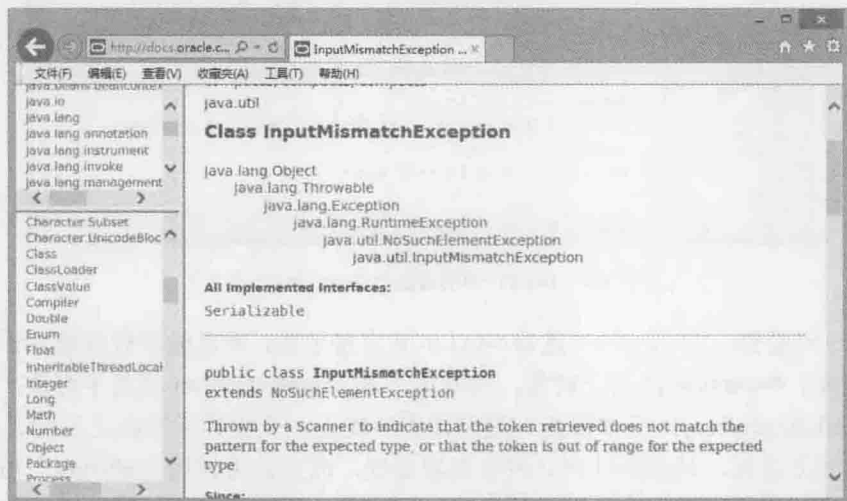 http://docs.oracle.c...
InputMismatchException ...
文件(F) 编辑(E) 查看(V) 收藏夹(A) 工具(T) 帮助(H)
java.beans.beancontex
java.io
java.lang
java.lang.annotation
java.lang.instrument
java.lang.invoke
java.lang.management
Character.Subset
Character.UnicodeBloc
Class
ClassLoader
ClassValue
Compiler
Double
Enum
Float
InheritableThreadLocal
Integer
Long
Math
Number
Object
Package
Process
java.util
Class InputMismatchException
java.lang.Object
java.lang.Throwable
java.lang.Exception
java.lang.RuntimeException
java.util.NoSuchElementException
java.util.InputMismatchException
All Implemented Interfaces:
Serializable
public class InputMismatchException
extends NoSuchElementException
Thrown by a Scanner to indicate that the token retrieved does not match the
pattern for the expected type, or that the token is out of range for the expected
type
Since: